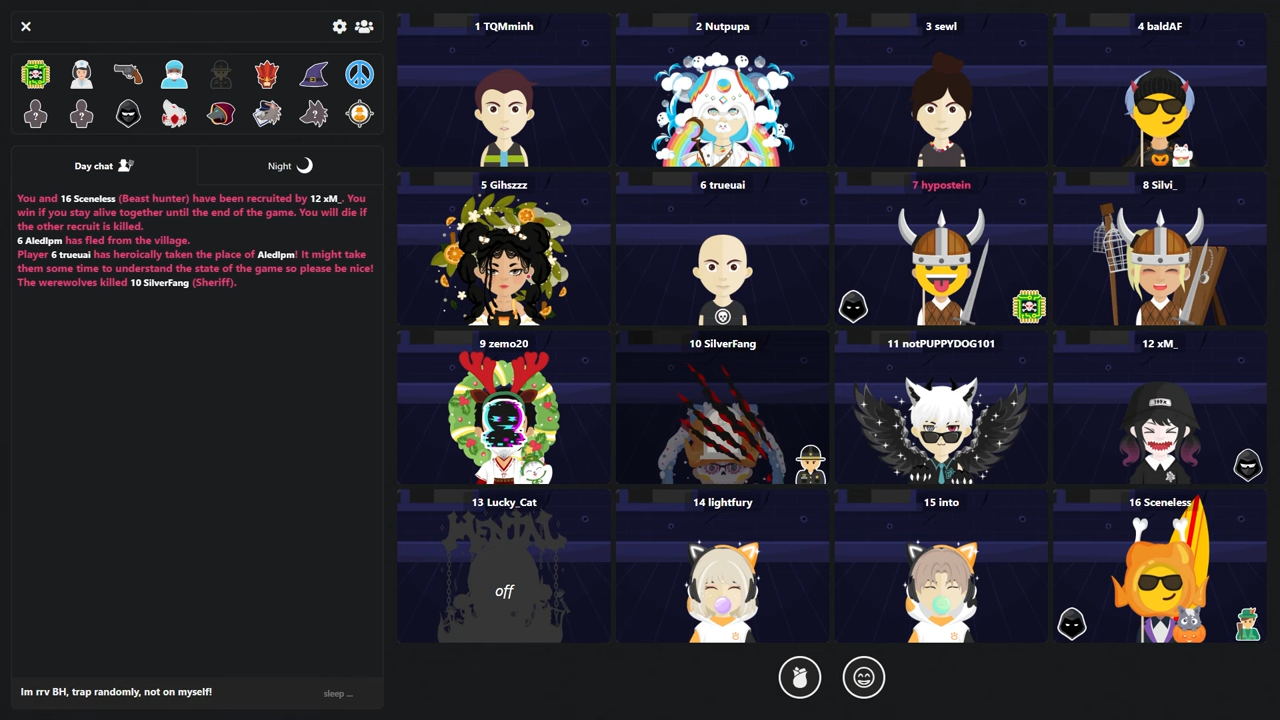 1 TQMminh
2 Nutpupa
3 sewl
4 baldAF
Day chat
Night
You and 16 Sceneless (Beast hunter) have been recruited by 12 xM_. You
win if you stay alive together until the end of the game. You will die if
the other recruit is killed.
6 Aledlpm has fled from the village.
Player 6 trueuai has heroically taken the place of Aledlpm! It might take
them some time to understand the state of the game so please be nice!
The werewolves killed 10 SilverFang (Sheriff).
5 Gihszzz
6 trueuai
7 hypostein
8 Silvi_
9 zemo20
10 SilverFang
11 notPUPPYDOG101
12 xM_
13 Lucky_Cat
14 lightfury
15 into
16 Sceneless
MENTAL
off
Im rrv BH, trap randomly, not on myself!
sleep ...